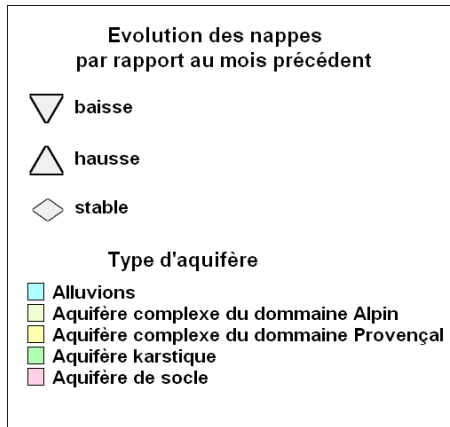 Evolution des nappes
par rapport au mois précédent
baisse
hausse
stable
Type d'aquifère
Alluvions
Aquifère complexe du dommaine Alpin
Aquifère complexe du dommaine Provençal
Aquifère karstique
Aquifère de socle